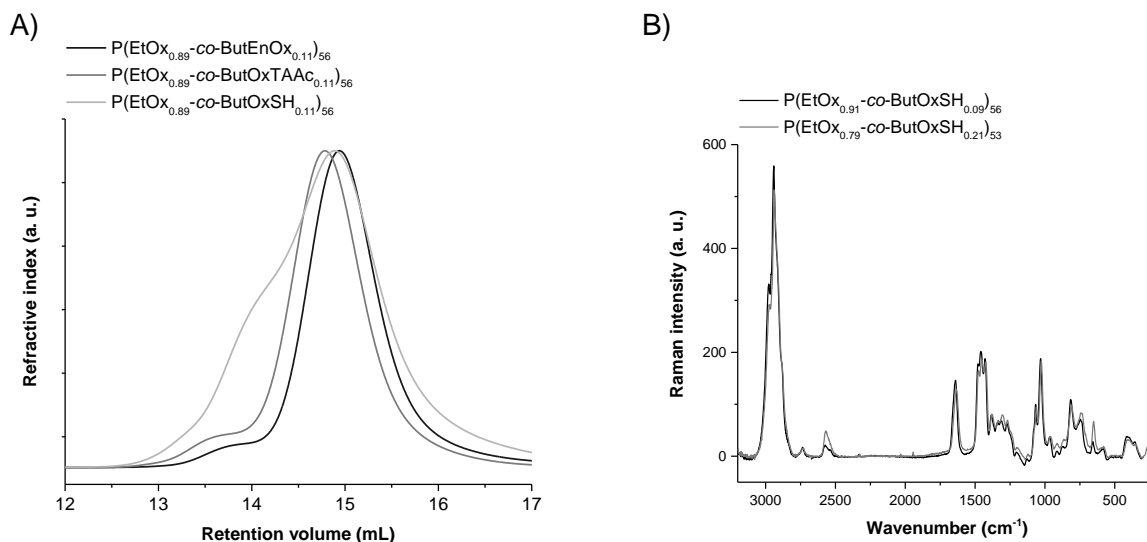 A)
P(EtOx0.89-co-ButEnOx0.11)56
P(EtOx0.89-co-ButOxTAAc0.11)56
P(EtOx0.89-co-ButOxSH0.11)56
Refractive index (a. u.)
12 13 14 15 16 17
Retention volume (mL)
B)
P(EtOx0.91-co-ButOxSH0.09)56
P(EtOx0.79-co-ButOxSH0.21)53
600
400
200
0
Raman intensity (a. u.)
3000 2500 2000 1500 1000 500
Wavenumber (cm-1)